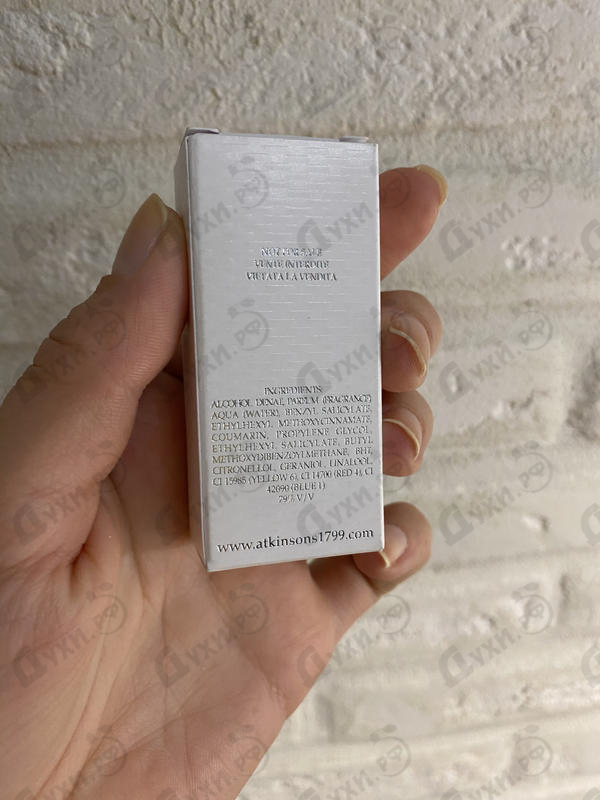 NOT FOR SALE
VENTE INTERDITE
VIETATA LA VENDITA
INGREDIENTS:
ALCOHOL DENAT, PARFUM (FRAGRANCE)
AQUA (WATER), BENZYL SALICYLATE,
ETHYLHEXYL METHOXYCINNAMATE,
COUMARIN, PROPYLENE GLYCOL,
ETHYLHEXYL SALICYLATE, BUTYL
METHOXYDIBENZOYLMETHANE, BHT,
CITRONELLOL, GERANIOL, LINALOOL,
CI 15985 (YELLOW 6), CI 14700 (RED 4), CI
42090 (BLUE 1)
79% V/V
www.atkinsons1799.com
Духи.РФ